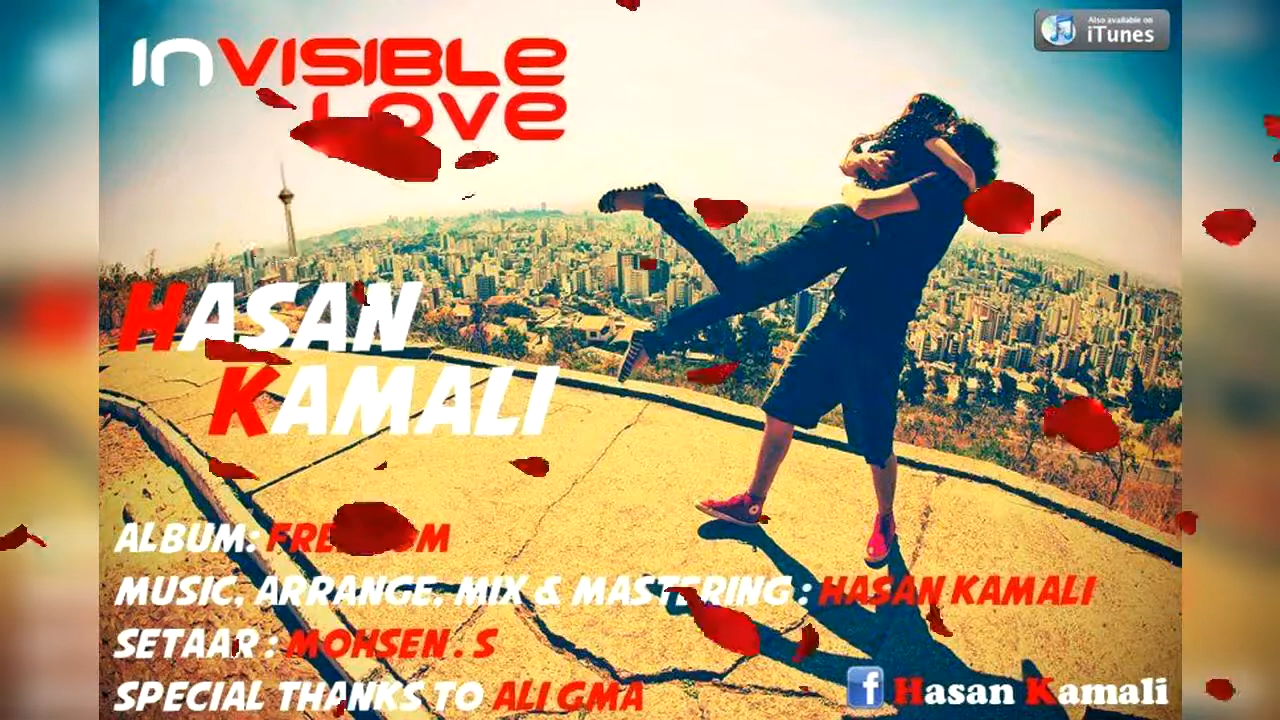 INVISIBLE
LOVE
Also available on
iTunes
HASAN
KAMALI
ALBUM: FREEDOM
MUSIC, ARRANGE, MIX & MASTERING : HASAN KAMALI
SETAAR : MOHSEN . S
SPECIAL THANKS TO ALI GMA
f Hasan Kamali